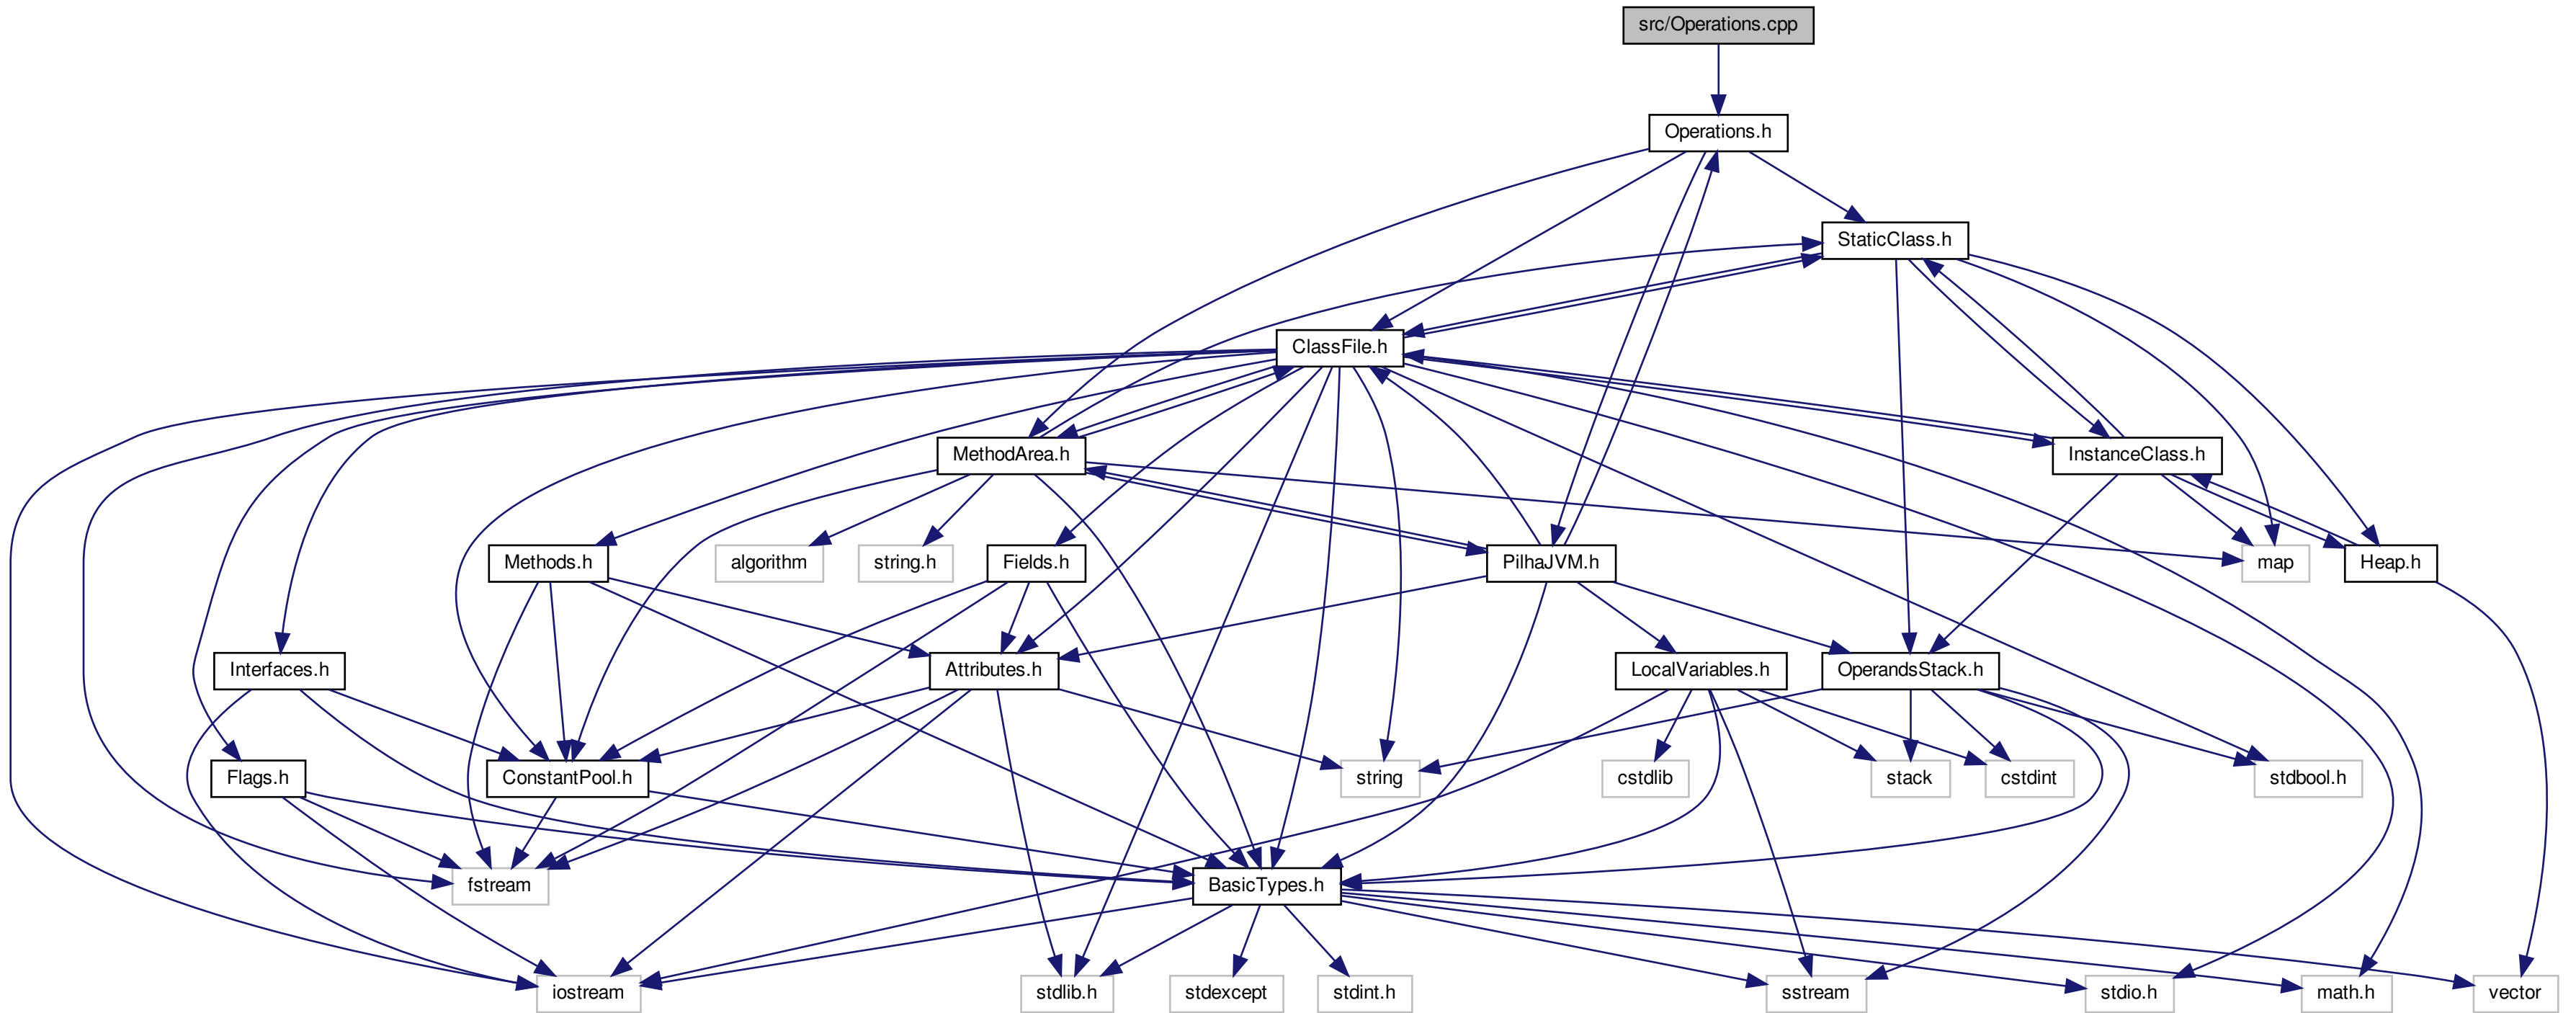 src/Operations.cpp
Operations.h
StaticClass.h
ClassFile.h
MethodArea.h
InstanceClass.h
Methods.h
algorithm
string.h
Fields.h
PilhaJVM.h
map
Heap.h
Interfaces.h
Attributes.h
LocalVariables.h
OperandsStack.h
Flags.h
ConstantPool.h
string
cstdlib
stack
cstdint
stdbool.h
fstream
BasicTypes.h
iostream
stdlib.h
stdexcept
stdint.h
sstream
stdio.h
math.h
vector